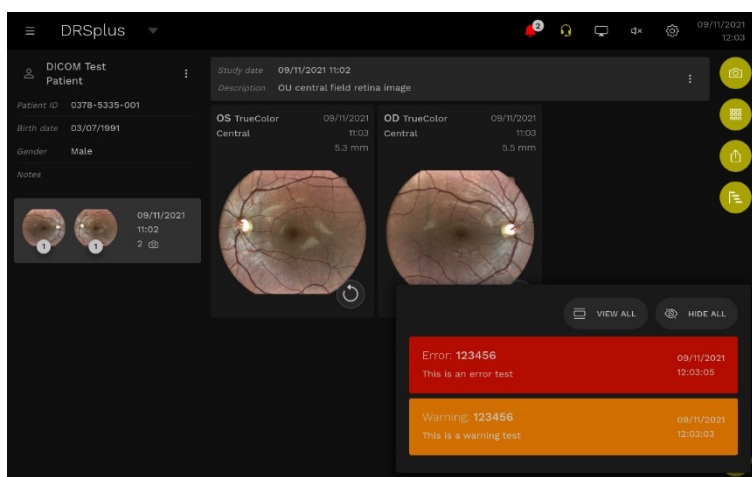 DRSplus
2
09/11/2021
12:03
DICOM Test
Patient
Patient ID 0378-5335-001
Birth date 03/07/1991
Gender Male
Notes
1 1
09/11/2021
11:02
2
Study date 09/11/2021 11:02
Description OU central field retina image
OS TrueColor 09/11/2021
Central 11:03
5.3 mm
OD TrueColor 09/11/2021
Central 11:03
5.5 mm
VIEW ALL HIDE ALL
Error: 123456 09/11/2021
This is an error test 12:03:05
Warning: 123456 09/11/2021
This is a warning test 12:03:03